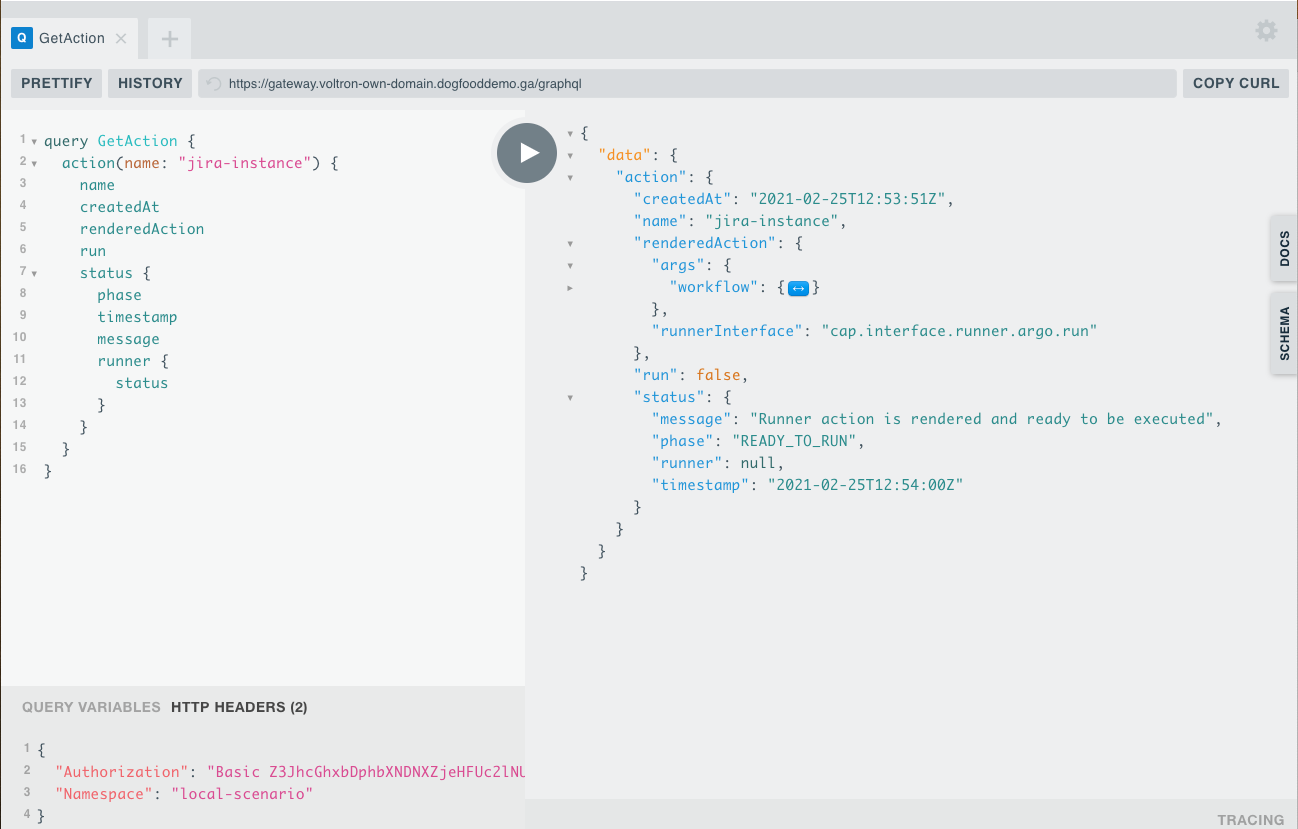 Q GetAction
PRETTIFY HISTORY https://gateway.voltron-own-domain.dogfooddemo.ga/graphql COPY CURL
1 query GetAction {
2 action(name: "jira-instance") {
3 name
4 createdAt
5 renderedAction
6 run
7 status {
8 phase
9 timestamp
10 message
11 runner {
12 status
13 }
14 }
15 }
16 }
{
"data": {
"action": {
"createdAt": "2021-02-25T12:53:51Z",
"name": "jira-instance",
"renderedAction": {
"args": {
"workflow": {↔}
},
"runnerInterface": "cap.interface.runner.argo.run"
},
"run": false,
"status": {
"message": "Runner action is rendered and ready to be executed",
"phase": "READY_TO_RUN",
"runner": null,
"timestamp": "2021-02-25T12:54:00Z"
}
}
}
}
DOCS
SCHEMA
QUERY VARIABLES HTTP HEADERS (2)
1 {
2 "Authorization": "Basic Z3JhcGhxbDphbXNDNXZjeHFUc2lNU
3 "Namespace": "local-scenario"
4 }
TRACING